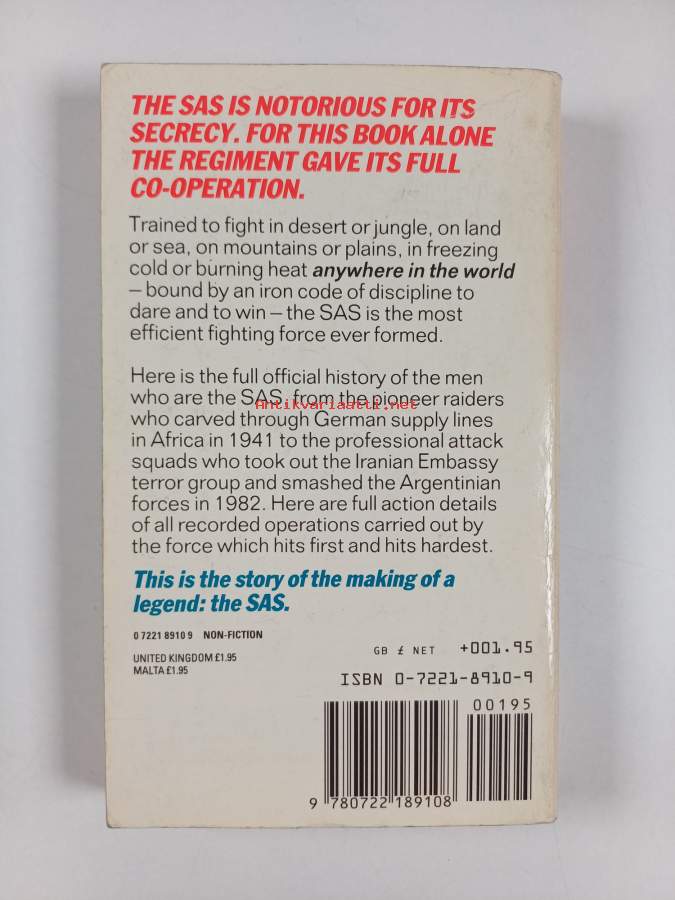 THE SAS IS NOTORIOUS FOR ITS
SECRECY. FOR THIS BOOK ALONE
THE REGIMENT GAVE ITS FULL
CO-OPERATION.
Trained to fight in desert or jungle, on land
or sea, on mountains or plains, in freezing
cold or burning heat anywhere in the world
– bound by an iron code of discipline to
dare and to win – the SAS is the most
efficient fighting force ever formed.
Here is the full official history of the men
who are the SAS, from the pioneer raiders
Antikvariaatti.net
who carved through German supply lines
in Africa in 1941 to the professional attack
squads who took out the Iranian Embassy
terror group and smashed the Argentinian
forces in 1982. Here are full action details
of all recorded operations carried out by
the force which hits first and hits hardest.
This is the story of the making of a
legend: the SAS.
0 7221 8910 9 NON-FICTION
UNITED KINGDOM £1.95
MALTA £1.95
GB £ NET +001.95
ISBN 0-7221-8910-9
00195
9 780722 189108